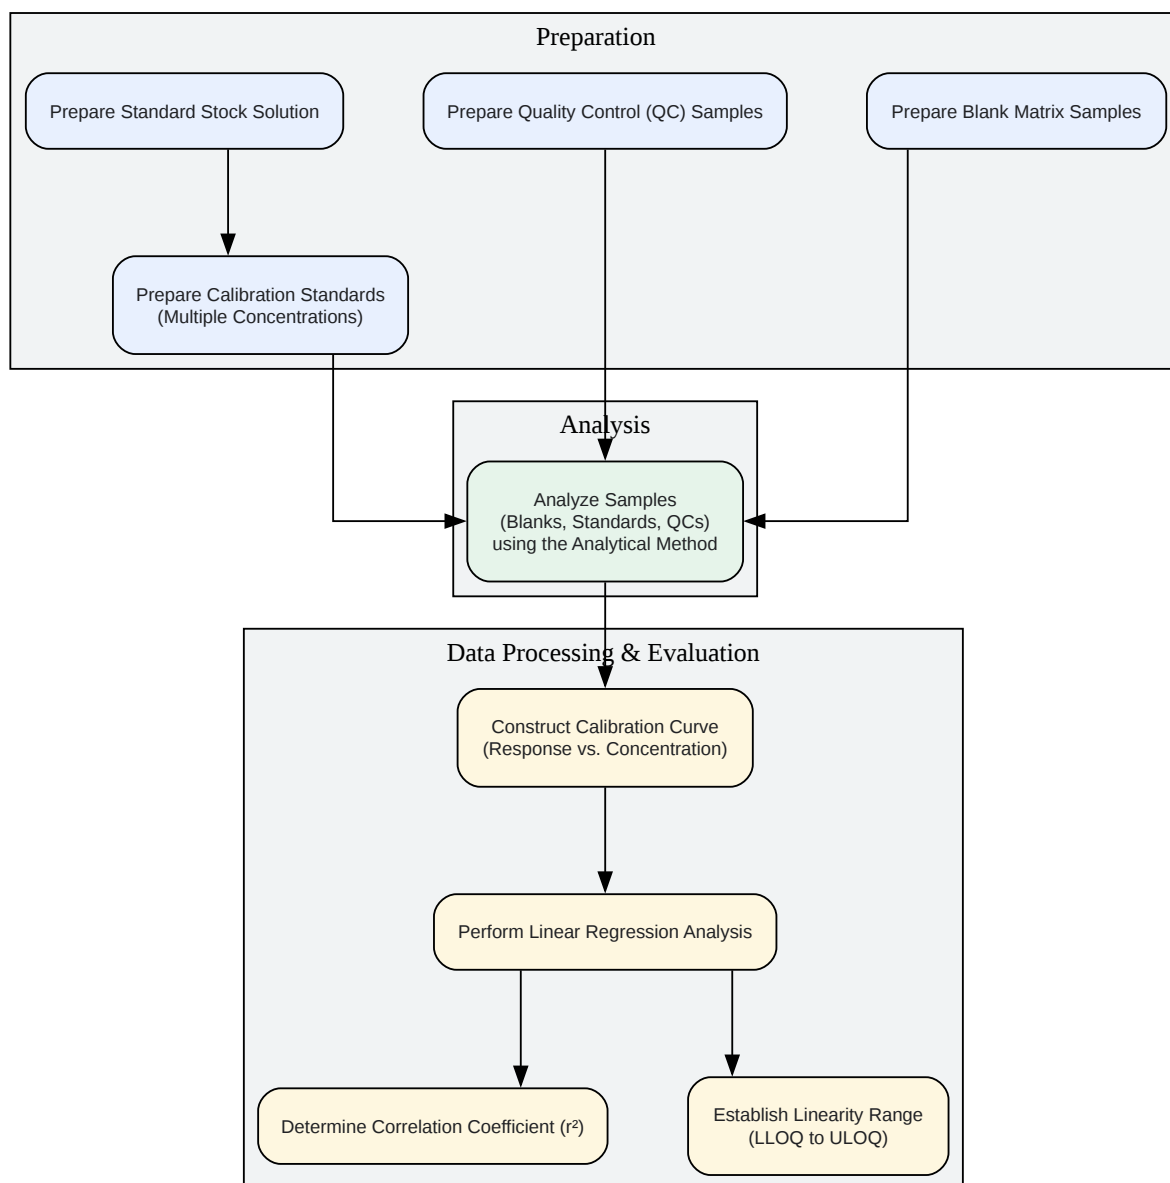 Preparation
Prepare Standard Stock Solution
Prepare Quality Control (QC) Samples
Prepare Blank Matrix Samples
Prepare Calibration Standards
(Multiple Concentrations)
Analysis
Analyze Samples
(Blanks, Standards, QCs)
using the Analytical Method
Data Processing & Evaluation
Construct Calibration Curve
(Response vs. Concentration)
Perform Linear Regression Analysis
Determine Correlation Coefficient (r²)
Establish Linearity Range
(LLOQ to ULOQ)